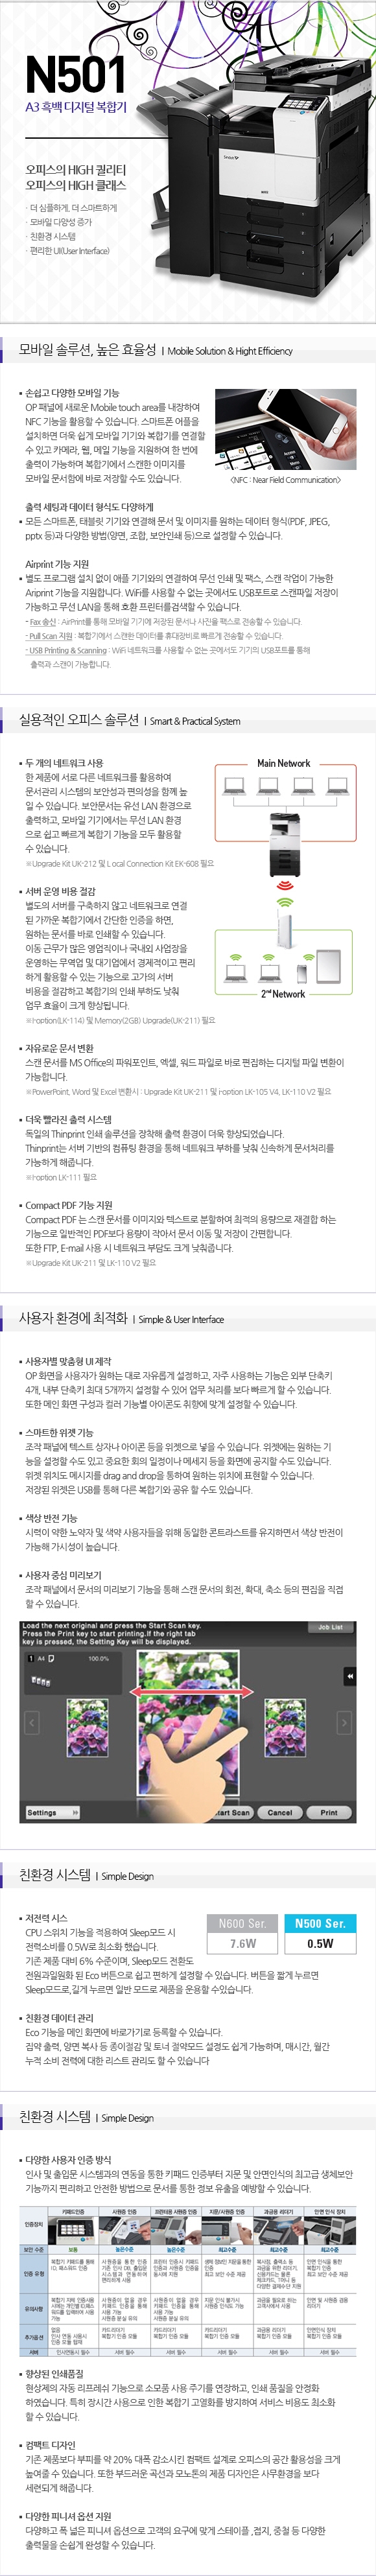 N501
A3 흑백 디지털 복합기
오피스의 HIGH 퀄리티
오피스의 HIGH 클래스
· 더 심플하게, 더 스마트하게
· 모바일 다양성 증가
· 친환경 시스템
· 편리한 UI(User Interface)
모바일 솔루션, 높은 효율성 | Mobile Solution & Hight Efficiency
손쉽고 다양한 모바일 기능
OP 패널에 새로운 Mobile touch area를 내장하여
NFC 기능을 활용할 수 있습니다. 스마트폰 어플을
설치하면 더욱 쉽게 모바일 기기와 복합기를 연결할
수 있고 카메라, 웹, 메일 기능을 지원하여 한 번에
출력이 가능하며 복합기에서 스캔한 이미지를
모바일 문서함에 바로 저장할 수도 있습니다.
<NFC : Near Field Communication>
출력 세팅과 데이터 형식도 다양하게
모든 스마트폰, 태블릿 기기와 연결해 문서 및 이미지를 원하는 데이터 형식(PDF, JPEG,
pptx 등)과 다양한 방법(양면, 조합, 보안인쇄 등)으로 설정할 수 있습니다.
Airprint 기능 지원
별도 프로그램 설치 없이 애플 기기와의 연결하여 무선 인쇄 및 팩스, 스캔 작업이 가능한
Ariprint 기능을 지원합니다. WiFi를 사용할 수 없는 곳에서도 USB포트로 스캔파일 저장이
가능하고 무선 LAN을 통해 호환 프린터를검색할 수 있습니다.
- Fax 송신 : AirPrint를 통해 모바일 기기에 저장된 문서나 사진을 팩스로 전송할 수 있습니다.
- Pull Scan 지원 : 복합기에서 스캔한 데이터를 휴대장비로 빠르게 전송할 수 있습니다.
- USB Printing & Scanning : WiFi 네트워크를 사용할 수 없는 곳에서도 기기의 USB포트를 통해
출력과 스캔이 가능합니다.
실용적인 오피스 솔루션 | Smart & Practical System
두 개의 네트워크 사용
한 제품에 서로 다른 네트워크를 활용하여
문서관리 시스템의 보안성과 편의성을 함께 높
일 수 있습니다. 보안문서는 유선 LAN 환경으로
출력하고, 모바일 기기에서는 무선 LAN 환경
으로 쉽고 빠르게 복합기 기능을 모두 활용할
수 있습니다.
※Upgrade Kit UK-212 및 Local Connection Kit EK-608 필요
Main Network
2nd Network
서버 운영 비용 절감
별도의 서버를 구축하지 않고 네트워크로 연결
된 가까운 복합기에서 간단한 인증을 하면,
원하는 문서를 바로 인쇄할 수 있습니다.
이동 근무가 많은 영업직이나 국내외 사업장을
운영하는 무역업 및 대기업에서 경제적이고 편리
하게 활용할 수 있는 기능으로 고가의 서버
비용을 절감하고 복합기의 인쇄 부하도 낮춰
업무 효율이 크게 향상됩니다.
※i-option(LK-114) 및 Memory(2GB) Upgrade(UK-211) 필요
자유로운 문서 변환
스캔 문서를 MS Office의 파워포인트, 엑셀, 워드 파일로 바로 편집하는 디지털 파일 변환이
가능합니다.
※PowerPoint, Word 및 Excel 변환시 : Upgrade Kit UK-211 및 i-option LK-105 V4, LK-110 V2 필요
더욱 빨라진 출력 시스템
독일의 Thinprint 인쇄 솔루션을 장착해 출력 환경이 더욱 향상되었습니다.
Thinprint는 서버 기반의 컴퓨팅 환경을 통해 네트워크 부하를 낮춰 신속하게 문서처리를
가능하게 해줍니다.
※i-option LK-111 필요
Compact PDF 기능 지원
Compact PDF 는 스캔 문서를 이미지와 텍스트로 분할하여 최적의 용량으로 재결합 하는
기능으로 일반적인 PDF보다 용량이 작아서 문서 이동 및 저장이 간편합니다.
또한 FTP, E-mail 사용 시 네트워크 부담도 크게 낮춰줍니다.
※Upgrade Kit UK-211 및 LK-110 V2 필요
사용자 환경에 최적화 | Simple & User Interface
사용자별 맞춤형 UI 제작
OP 화면을 사용자가 원하는 대로 자유롭게 설정하고, 자주 사용하는 기능은 외부 단축키
4개, 내부 단축키 최대 5개까지 설정할 수 있어 업무 처리를 보다 빠르게 할 수 있습니다.
또한 메인 화면 구성과 컬러 기능별 아이콘도 취향에 맞게 설정할 수 있습니다.
스마트한 위젯 기능
조작 패널에 텍스트 상자나 아이콘 등을 위젯으로 넣을 수 있습니다. 위젯에는 원하는 기
능을 설정할 수도 있고 중요한 회의 일정이나 메세지 등을 화면에 공지할 수도 있습니다.
위젯 위치도 메시지를 drag and drop을 통하여 원하는 위치에 표현할 수 있습니다.
저장된 위젯은 USB를 통해 다른 복합기와 공유 할 수도 있습니다.
색상 반전 기능
시력이 약한 노약자 및 색약 사용자들을 위해 동일한 콘트라스트를 유지하면서 색상 반전이
가능해 가시성이 높습니다.
사용자 중심 미리보기
조작 패널에서 문서의 미리보기 기능을 통해 스캔 문서의 회전, 확대, 축소 등의 편집을 직접
할 수 있습니다.
Load the next original and press the Start Scan key.
Press the Print key to start printing.If the right tab
key is pressed, the Setting Key will be displayed.
Job List
1 A4 100.0%
Settings
Start Scan
Cancel
Print
친환경 시스템 | Simple Design
저전력 시스
CPU 스위치 기능을 적용하여 Sleep모드 시
전력소비를 0.5W로 최소화 했습니다.
기존 제품 대비 6% 수준이며, Sleep모드 전환도
전원과일원화 된 Eco 버튼으로 쉽고 편하게 설정할 수 있습니다. 버튼을 짧게 누르면
Sleep모드로,길게 누르면 일반 모드로 제품을 운용할 수있습니다.
N600 Ser. N500 Ser.
7.6W 0.5W
친환경 데이터 관리
Eco 기능을 메인 화면에 바로가기로 등록할 수 있습니다.
집약 출력, 양면 복사 등 종이절감 및 토너 절약모드 설정도 쉽게 가능하며, 매시간, 월간
누적 소비 전력에 대한 리스트 관리도 할 수 있습니다
친환경 시스템 | Simple Design
다양한 사용자 인증 방식
인사 및 출입문 시스템과의 연동을 통한 키패드 인증부터 지문 및 안면인식의 최고급 생체보안
기능까지 편리하고 안전한 방법으로 문서를 통한 정보 유출을 예방할 수 있습니다.
인증장치 키패드인증 사원증 인증 프린타용 사원증 인증 지문/사원증 인증 과금용 리더기 안면 인식 장치
보안 수준 보통 높은수준 높은수준 최고수준 최고수준 최고수준
인증 유형
유의사항
추가옵션
서버 인사연동시 필수 서버 필수 서버 필수 서버 필수 서버 필수 서버 필수
향상된 인쇄품질
현상제의 자동 리프레쉬 기능으로 소모품 사용 주기를 연장하고, 인쇄 품질을 안정화
하였습니다. 특히 장시간 사용으로 인한 복합기 고열화를 방지하여 서비스 비용도 최소화
할 수 있습니다.
컴팩트 디자인
기존 제품보다 부피를 약 20% 대폭 감소시킨 컴팩트 설계로 오피스의 공간 활용성을 크게
높여줄 수 있습니다. 또한 부드러운 곡선과 모노톤의 제품 디자인은 사무환경을 보다
세련되게 해줍니다.
다양한 피니셔 옵션 지원
다양하고 폭 넓은 피니셔 옵션으로 고객의 요구에 맞게 스테이플 ,접지, 중철 등 다양한
출력물을 손쉽게 완성할 수 있습니다.